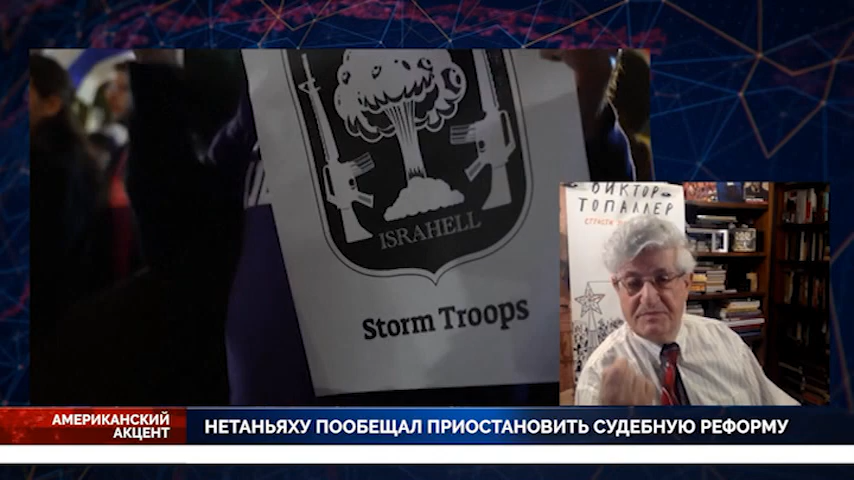 ISRAHELL
Storm Troops
ВИКТОР
ТОПАЛЛЕР
АМЕРИКАНСКИЙ
АКЦЕНТ
НЕТАНЬЯХУ ПООБЕЩАЛ ПРИОСТАНОВИТЬ СУДЕБНУЮ РЕФОРМУ